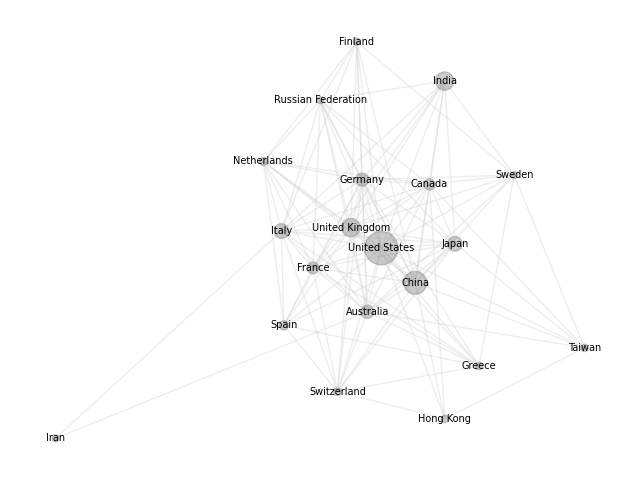 Finland
India
Russian Federation
Netherlands
Sweden
Germany
Canada
United Kingdom
Italy
United States
Japan
France
China
Australia
Spain
Taiwan
Greece
Switzerland
Hong Kong
Iran